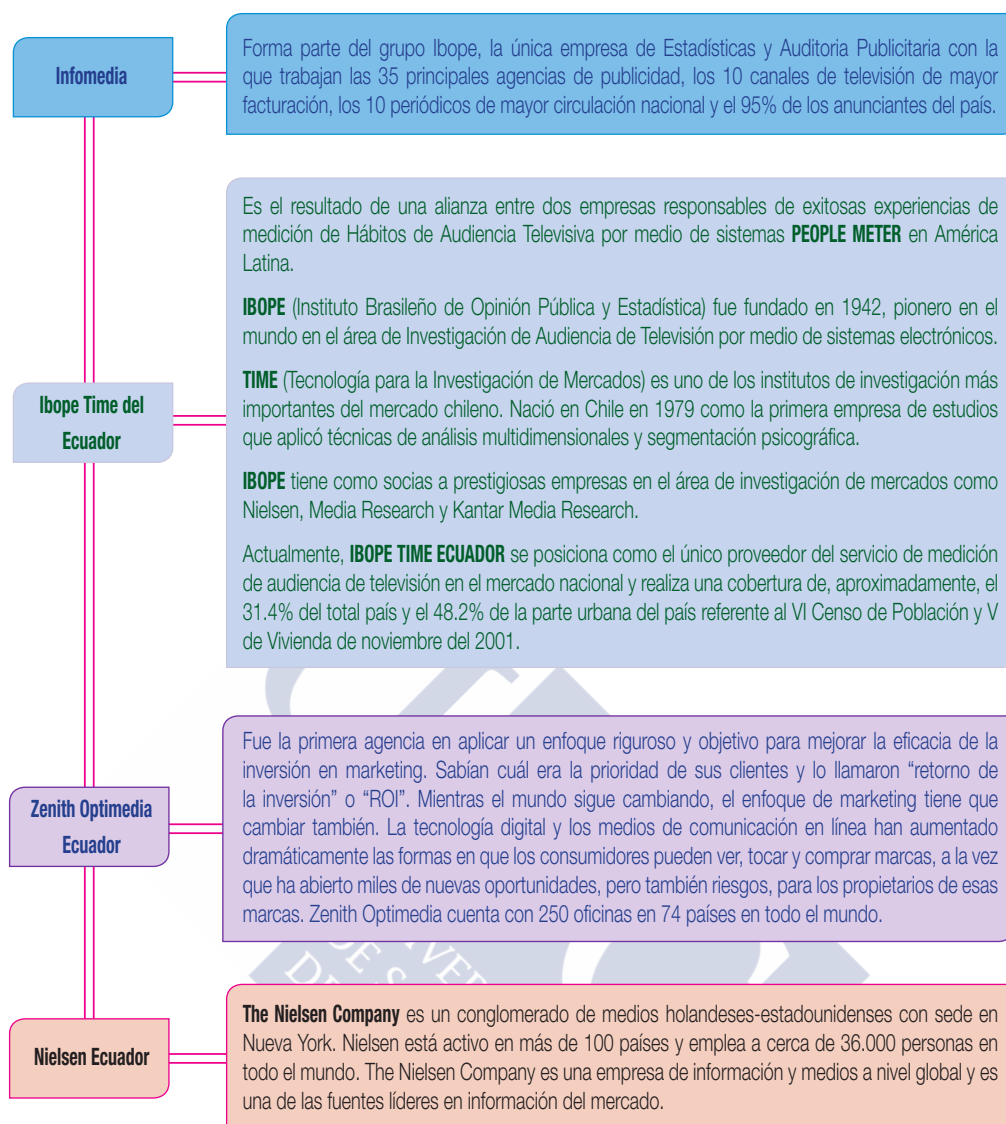 Infomedia
Forma parte del grupo Ibope, la única empresa de Estadísticas y Auditoria Publicitaria con la
que trabajan las 35 principales agencias de publicidad, los 10 canales de televisión de mayor
facturación, los 10 periódicos de mayor circulación nacional y el 95% de los anunciantes del país.
Ibope Time del
Ecuador
Es el resultado de una alianza entre dos empresas responsables de exitosas experiencias de
medición de Hábitos de Audiencia Televisiva por medio de sistemas PEOPLE METER en América
Latina.
IBOPE (Instituto Brasileño de Opinión Pública y Estadística) fue fundado en 1942, pionero en el
mundo en el área de Investigación de Audiencia de Televisión por medio de sistemas electrónicos.
TIME (Tecnología para la Investigación de Mercados) es uno de los institutos de investigación más
importantes del mercado chileno. Nació en Chile en 1979 como la primera empresa de estudios
que aplicó técnicas de análisis multidimensionales y segmentación psicográfica.
IBOPE tiene como socias a prestigiosas empresas en el área de investigación de mercados como
Nielsen, Media Research y Kantar Media Research.
Actualmente, IBOPE TIME ECUADOR se posiciona como el único proveedor del servicio de medición
de audiencia de televisión en el mercado nacional y realiza una cobertura de, aproximadamente, el
31.4% del total país y el 48.2% de la parte urbana del país referente al VI Censo de Población y V
de Vivienda de noviembre del 2001.
Zenith Optimedia
Ecuador
Fue la primera agencia en aplicar un enfoque riguroso y objetivo para mejorar la eficacia de la
inversión en marketing. Sabían cuál era la prioridad de sus clientes y lo llamaron “retorno de
la inversión” o “ROI”. Mientras el mundo sigue cambiando, el enfoque de marketing tiene que
cambiar también. La tecnología digital y los medios de comunicación en línea han aumentado
dramáticamente las formas en que los consumidores pueden ver, tocar y comprar marcas, a la vez
que ha abierto miles de nuevas oportunidades, pero también riesgos, para los propietarios de esas
marcas. Zenith Optimedia cuenta con 250 oficinas en 74 países en todo el mundo.
Nielsen Ecuador
The Nielsen Company es un conglomerado de medios holandeses-estadounidenses con sede en
Nueva York. Nielsen está activo en más de 100 países y emplea a cerca de 36.000 personas en
todo el mundo. The Nielsen Company es una empresa de información y medios a nivel global y es
una de las fuentes líderes en información del mercado.